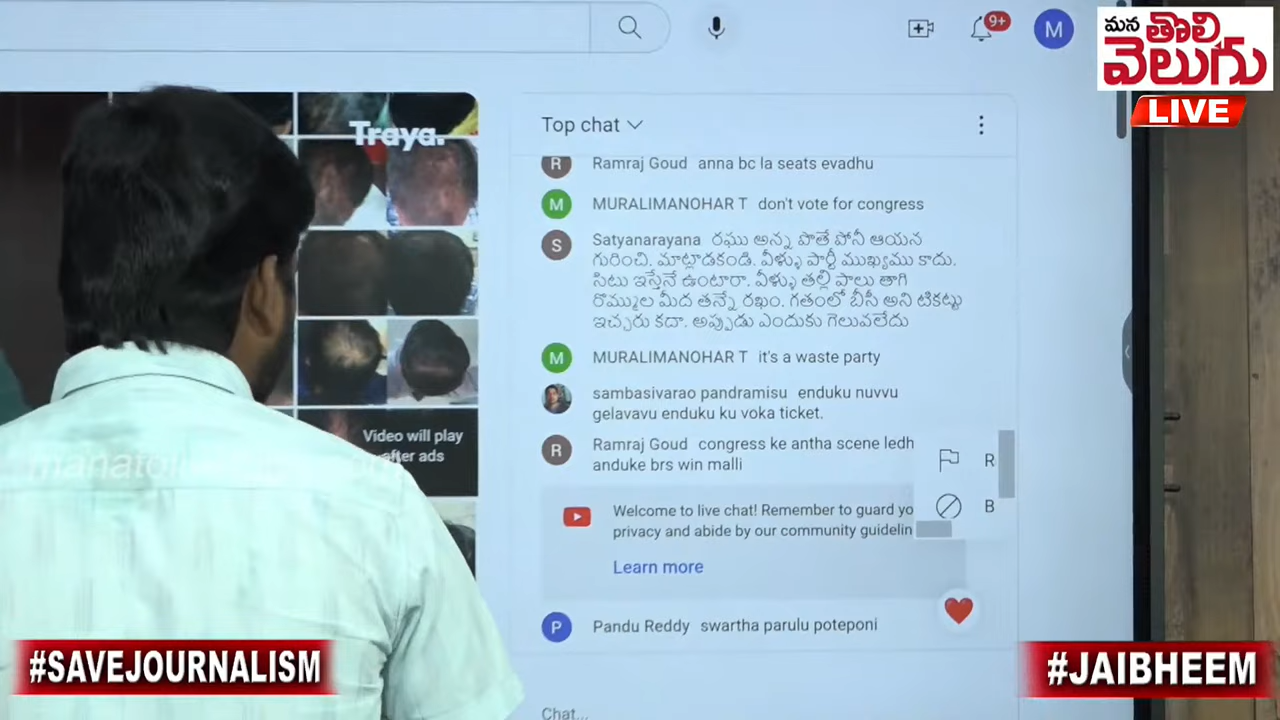 M
9+
మన తొలి
వెలుగు
LIVE
Traya.
Top chat
R Ramraj Goud anna bc la seats evadhu
M MURALIMANOHAR T don't vote for congress
S Satyanarayana రఘు అన్న పొతే పోనీ ఆయన
గురించి. మాట్లాడకండి. వీళ్ళు పార్టీ ముఖ్యము కాదు.
సిటు ఇస్తేనే ఉంటారా. వీళ్ళు తల్లి పాలు తాగి
రొమ్ముల మీద తన్నే రఖం. గతంలో బీసీ అని టికట్టు
ఇచ్చరు కదా. అప్పుడు ఎందుకు గెలువలేదు
M MURALIMANOHAR T it's a waste party
sambasivarao pandramisu enduku nuvvu
gelavavu enduku ku voka ticket.
R Ramraj Goud congress ke antha scene ledh
anduke brs win malli
R
B
Video will play
after ads
Welcome to live chat! Remember to guard yo
privacy and abide by our community guidelin
Learn more
P Pandu Reddy swartha parulu poteponi
Chat...
#SAVEJOURNALISM
#JAIBHEEM